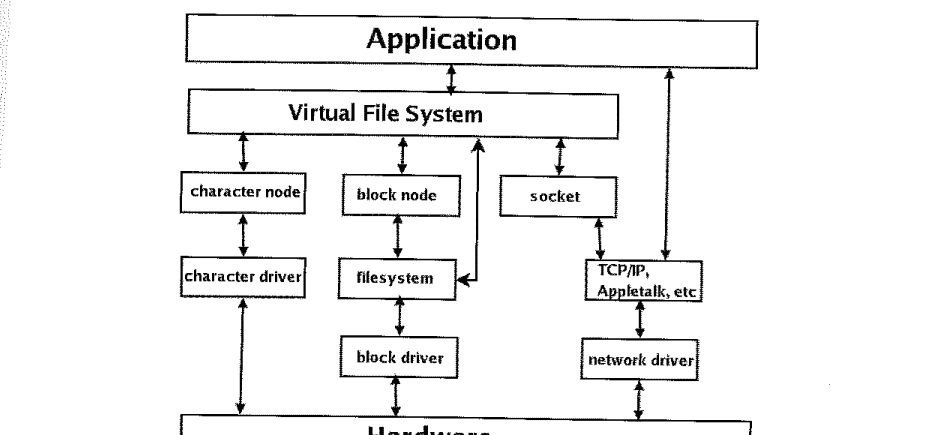 Application
Virtual File System
character node
block node
socket
character driver
filesystem
TCP/IP,
Appletalk, etc
block driver
network driver
Hardware